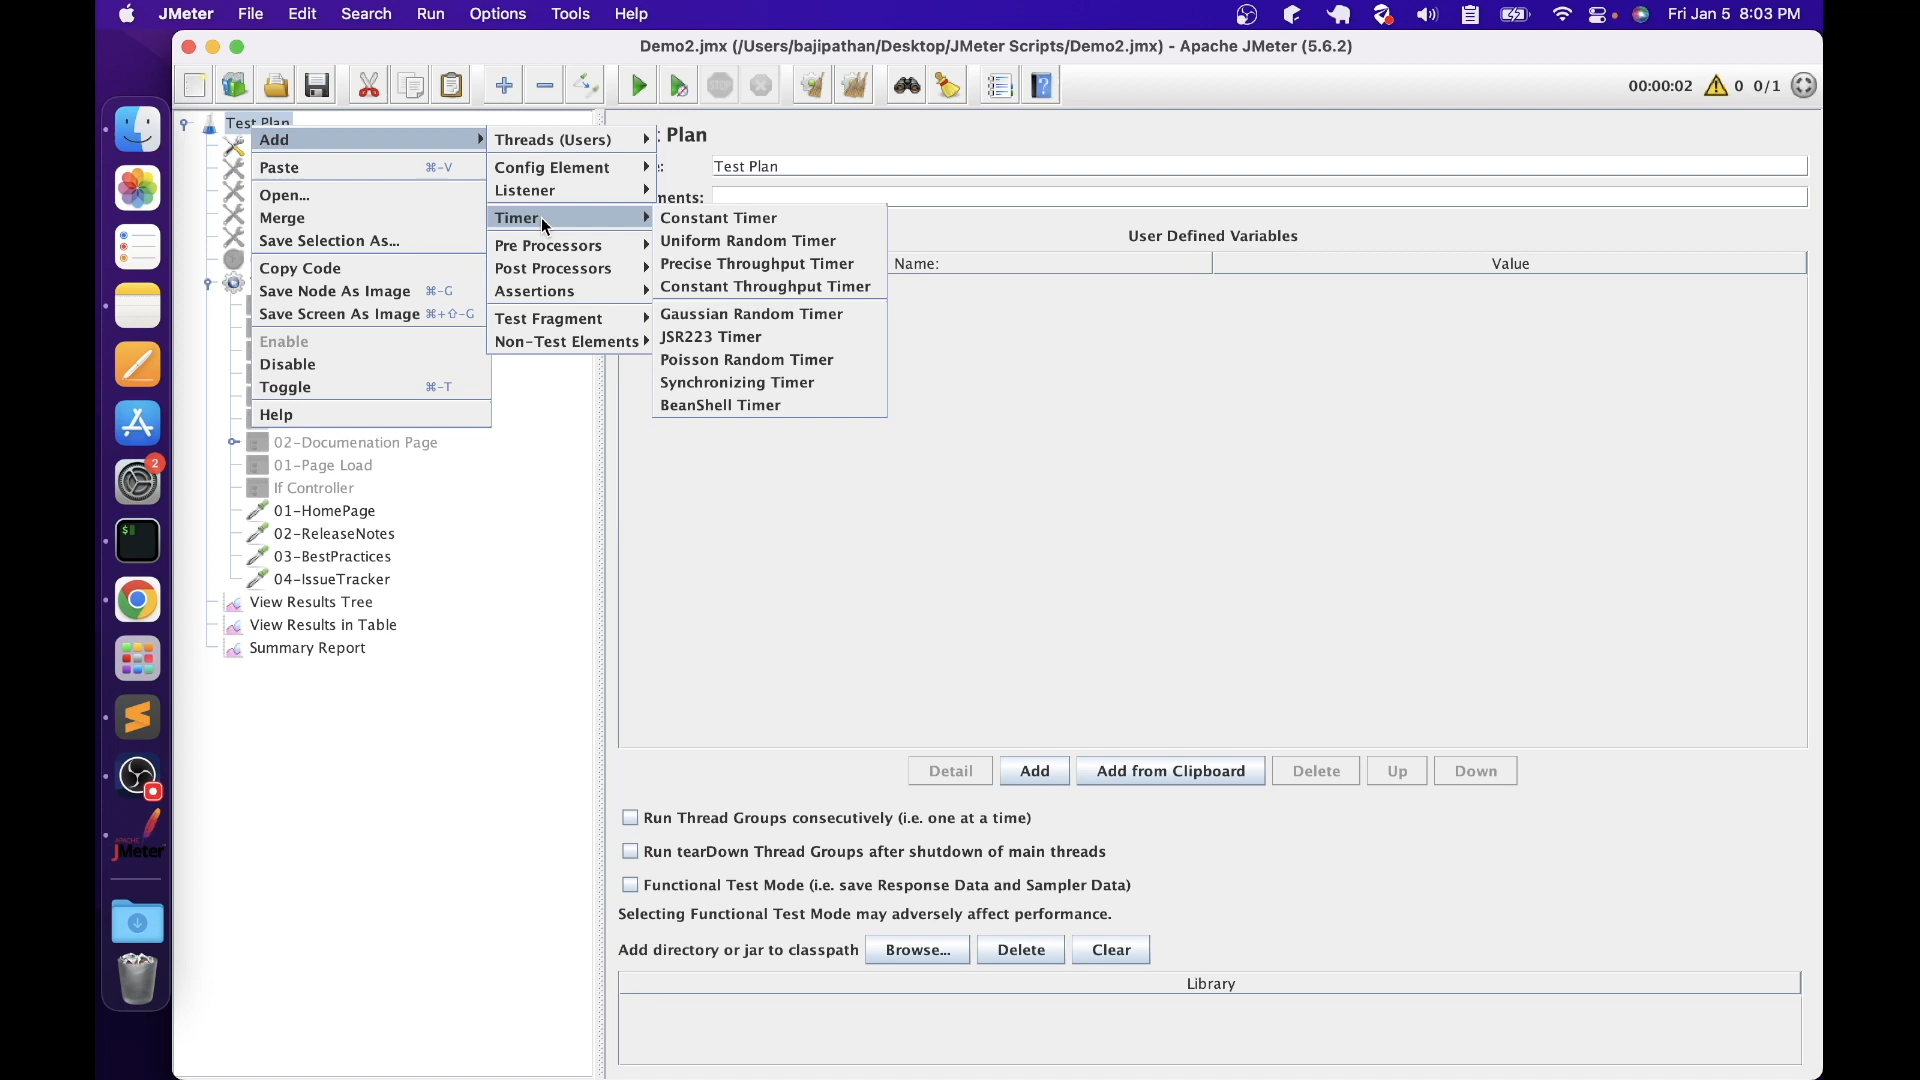 JMeter File Edit Search Run Options Tools Help Fri Jan 5 8:03 PM
Demo2.jmx (/Users/bajipathan/Desktop/JMeter Scripts/Demo2.jmx) - Apache JMeter (5.6.2)
STOP
00:00:02 0 0/1
Test Plan
Add
Paste ⌘-V
Open...
Merge
Save Selection As...
Copy Code
Save Node As Image ⌘-G
Save Screen As Image ⌘+⇧-G
Enable
Disable
Toggle ⌘-T
Help
Threads (Users)
Config Element
Listener
Timer
Pre Processors
Post Processors
Assertions
Test Fragment
Non-Test Elements
Constant Timer
Uniform Random Timer
Precise Throughput Timer
Constant Throughput Timer
Gaussian Random Timer
JSR223 Timer
Poisson Random Timer
Synchronizing Timer
BeanShell Timer
02-Documenation Page
01-Page Load
If Controller
01-HomePage
02-ReleaseNotes
03-BestPractices
04-IssueTracker
View Results Tree
View Results in Table
Summary Report
: Plan
e: Test Plan
ments:
User Defined Variables
Name: Value
Detail Add Add from Clipboard Delete Up Down
Run Thread Groups consecutively (i.e. one at a time)
Run tearDown Thread Groups after shutdown of main threads
Functional Test Mode (i.e. save Response Data and Sampler Data)
Selecting Functional Test Mode may adversely affect performance.
Add directory or jar to classpath Browse... Delete Clear
Library
2
$
APACHE
JMeter